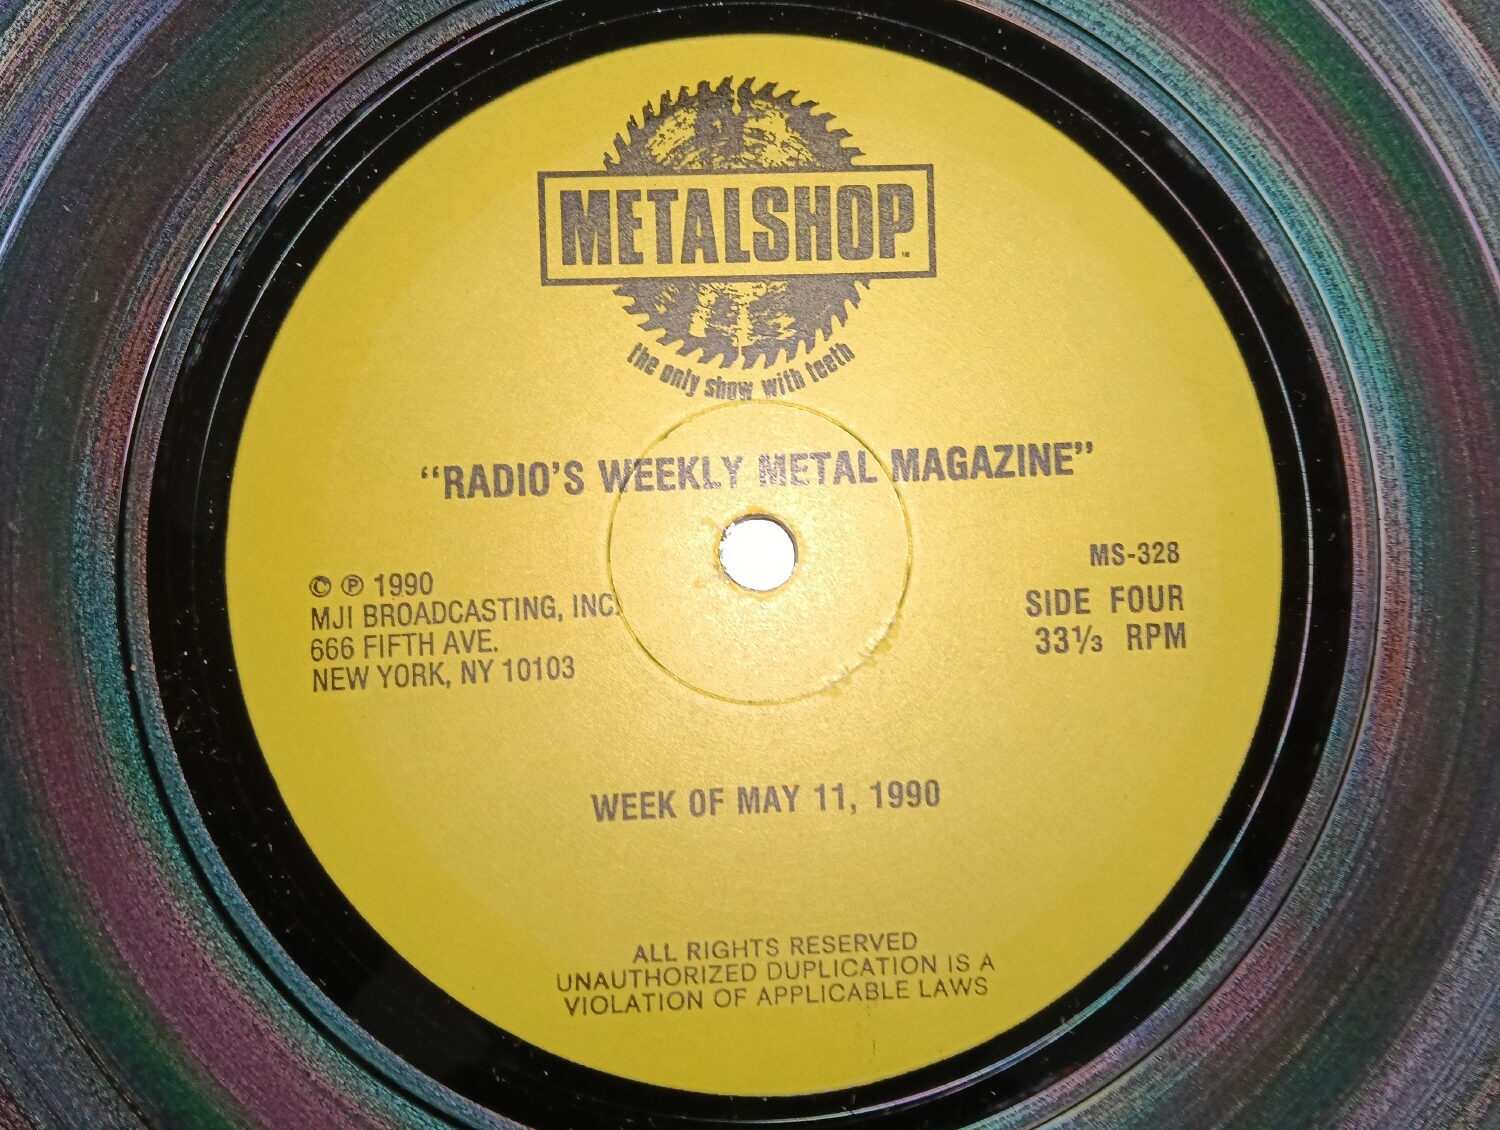 METALSHOP
TM
the only show with teeth
"RADIO'S WEEKLY METAL MAGAZINE"
© ℗ 1990
MJI BROADCASTING, INC.
666 FIFTH AVE.
NEW YORK, NY 10103
MS-328
SIDE FOUR
33⅓ RPM
WEEK OF MAY 11, 1990
ALL RIGHTS RESERVED
UNAUTHORIZED DUPLICATION IS A
VIOLATION OF APPLICABLE LAWS